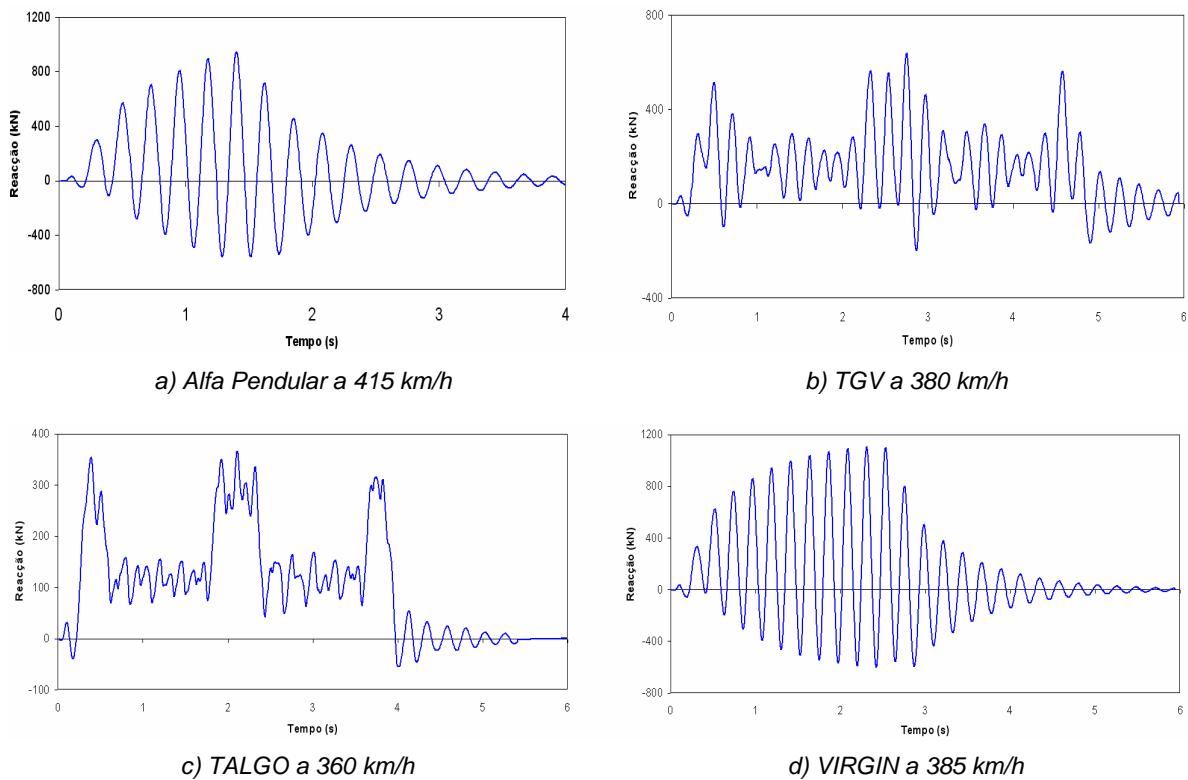 1200
800
400
0
-400
-800
Reacção (kN)
0 1 2 3 4
Tempo (s)
a) Alfa Pendular a 415 km/h
800
400
0
-400
Reacção (kN)
0 1 2 3 4 5 6
Tempo (s)
b) TGV a 380 km/h
400
300
200
100
0
-100
Reacção (kN)
0 1 2 3 4 5 6
Tempo (s)
c) TALGO a 360 km/h
1200
800
400
0
-400
-800
Reacção (kN)
0 1 2 3 4 5 6
Tempo (s)
d) VIRGIN a 385 km/h